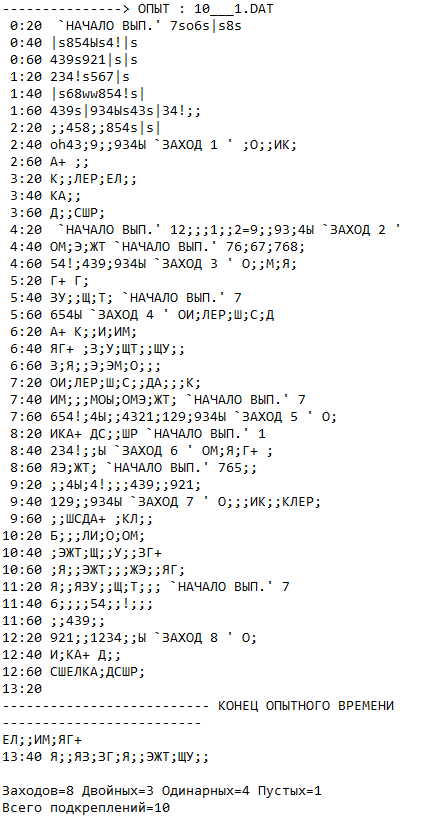 ---------------> ОПЫТ : 10___1.DAT
0:20  `НАЧАЛО ВЫП.' 7so6s|s8s
0:40 |s854Ыs4!|s
0:60 439s921|s|s
1:20 234!s567|s
1:40 |s68ww854!s|
1:60 439s|934Ыs43s|34!;;
2:20 ;;458;;854s|s|
2:40 oh43;9;;934Ы `ЗАХОД 1 ' ;О;;ИК;
2:60 А+ ;;
3:20 К;;ЛЕР;ЕЛ;;
3:40 КА;;
3:60 Д;;СШР;
4:20  `НАЧАЛО ВЫП.' 12;;;1;;2=9;;93;4Ы `ЗАХОД 2 '
4:40 ОМ;Э;ЖТ `НАЧАЛО ВЫП.' 76;67;768;
4:60 54!;439;934Ы `ЗАХОД 3 ' О;;М;Я;
5:20 Г+ Г;
5:40 ЗУ;;Щ;Т; `НАЧАЛО ВЫП.' 7
5:60 654Ы `ЗАХОД 4 ' ОИ;ЛЕР;Ш;С;Д
6:20 А+ К;;И;ИМ;
6:40 ЯГ+ ;З;У;ЩТ;;ЩУ;;
6:60 З;Я;;Э;ЭМ;О;;;
7:20 ОИ;ЛЕР;Ш;С;;ДА;;;К;
7:40 ИМ;;;МОЫ;ОМЭ;ЖТ; `НАЧАЛО ВЫП.' 7
7:60 654!;4Ы;;4321;129;934Ы `ЗАХОД 5 ' О;
8:20 ИКА+ ДС;;ШР `НАЧАЛО ВЫП.' 1
8:40 234!;;Ы `ЗАХОД 6 ' ОМ;Я;Г+ ;
8:60 ЯЭ;ЖТ; `НАЧАЛО ВЫП.' 765;;
9:20 ;;4Ы;4!;;;439;;921;
9:40 129;;934Ы `ЗАХОД 7 ' О;;;ИК;;КЛЕР;
9:60 ;;ШСДА+ ;КЛ;;
10:20 Б;;;ЛИ;О;ОМ;
10:40 ;ЭЖТ;Щ;;У;;ЗГ+
10:60 ;Я;;ЭЖТ;;;ЖЭ;;ЯГ;
11:20 Я;;ЯЗУ;;Щ;Т;;; `НАЧАЛО ВЫП.' 7
11:40 6;;;;54;;!;;;
11:60 ;;439;;
12:20 921;;1234;;Ы `ЗАХОД 8 ' О;
12:40 И;КА+ Д;;
12:60 СШЕЛКА;ДСШР;
13:20
-------------------------- КОНЕЦ ОПЫТНОГО ВРЕМЕНИ
-------------------------
ЕЛ;;ИМ;ЯГ+
13:40 Я;;ЯЗ;ЗГ;Я;;ЭЖТ;ЩУ;;
Заходов=8 Двойных=3 Одинарных=4 Пустых=1
Всего подкреплений=10